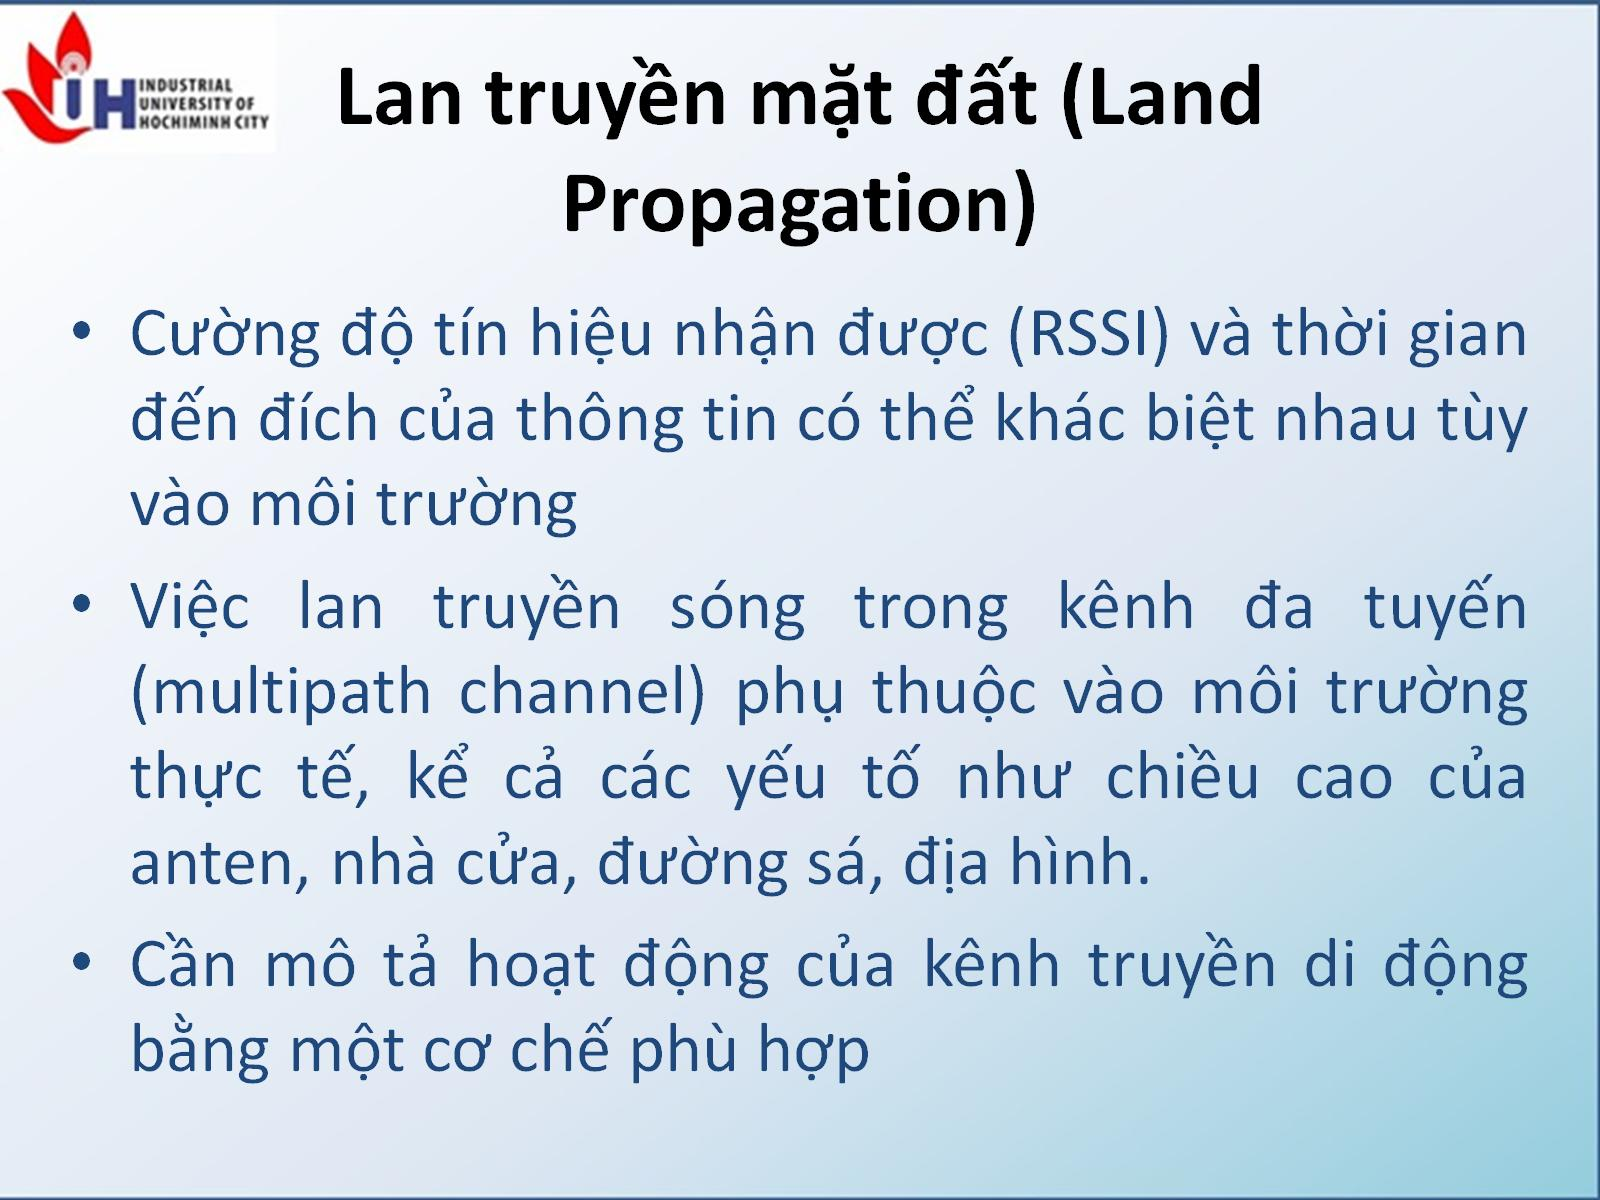 INDUSTRIAL
UNIVERSITY OF
HOCHIMINH CITY
IUH
Lan truyền mặt đất (Land
Propagation)
• Cường độ tín hiệu nhận được (RSSI) và thời gian
đến đích của thông tin có thể khác biệt nhau tùy
vào môi trường
• Việc lan truyền sóng trong kênh đa tuyến
(multipath channel) phụ thuộc vào môi trường
thực tế, kể cả các yếu tố như chiều cao của
anten, nhà cửa, đường sá, địa hình.
• Cần mô tả hoạt động của kênh truyền di động
bằng một cơ chế phù hợp